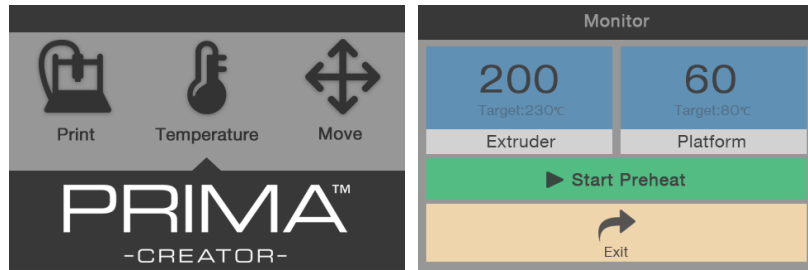 Print Temperature Move
PRIMA™
-CREATOR-
Monitor
200 60
Target:230℃ Target:80℃
Extruder Platform
Start Preheat
Exit